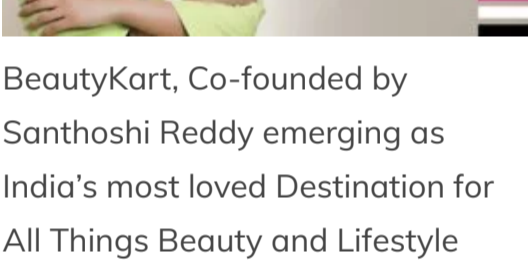 BeautyKart, Co-founded by
Santhoshi Reddy emerging as
India’s most loved Destination for
All Things Beauty and Lifestyle